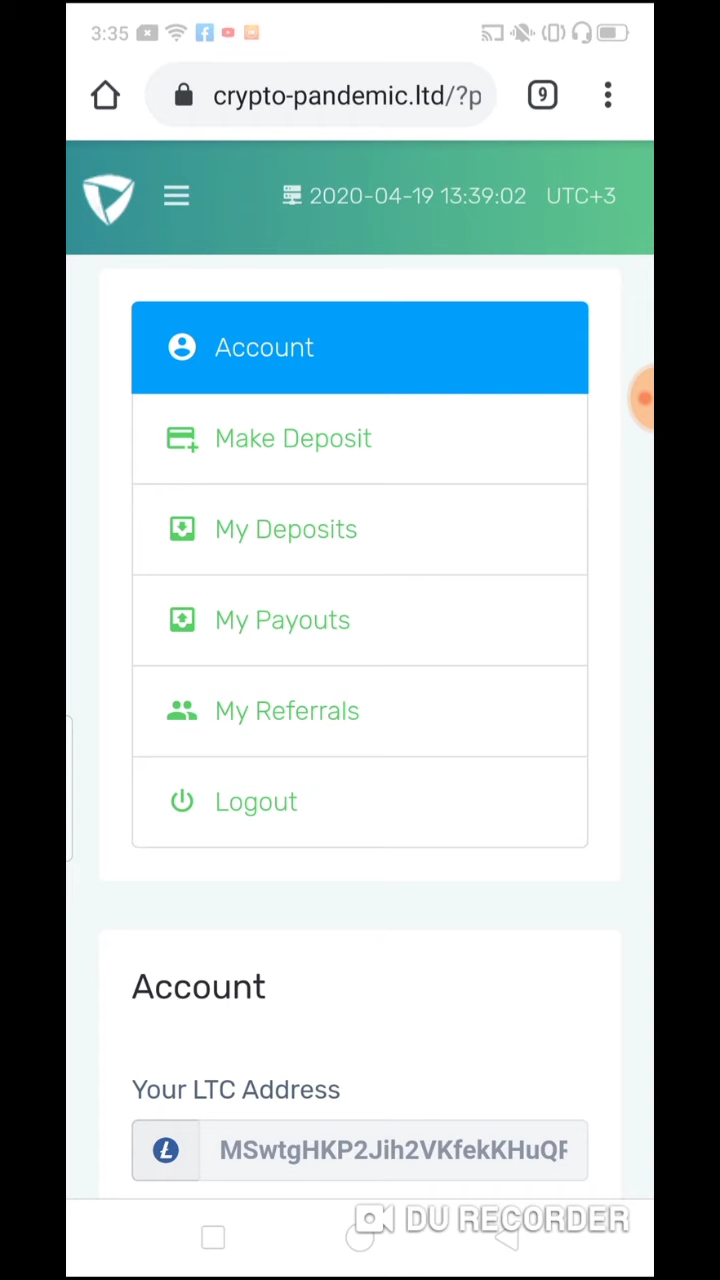 3:35
crypto-pandemic.ltd/?p
9
2020-04-19 13:39:02 UTC+3
Account
Make Deposit
My Deposits
My Payouts
My Referrals
Logout
Account
Your LTC Address
MSwtgHKP2Jih2VKfekKHuQF
DU RECORDER